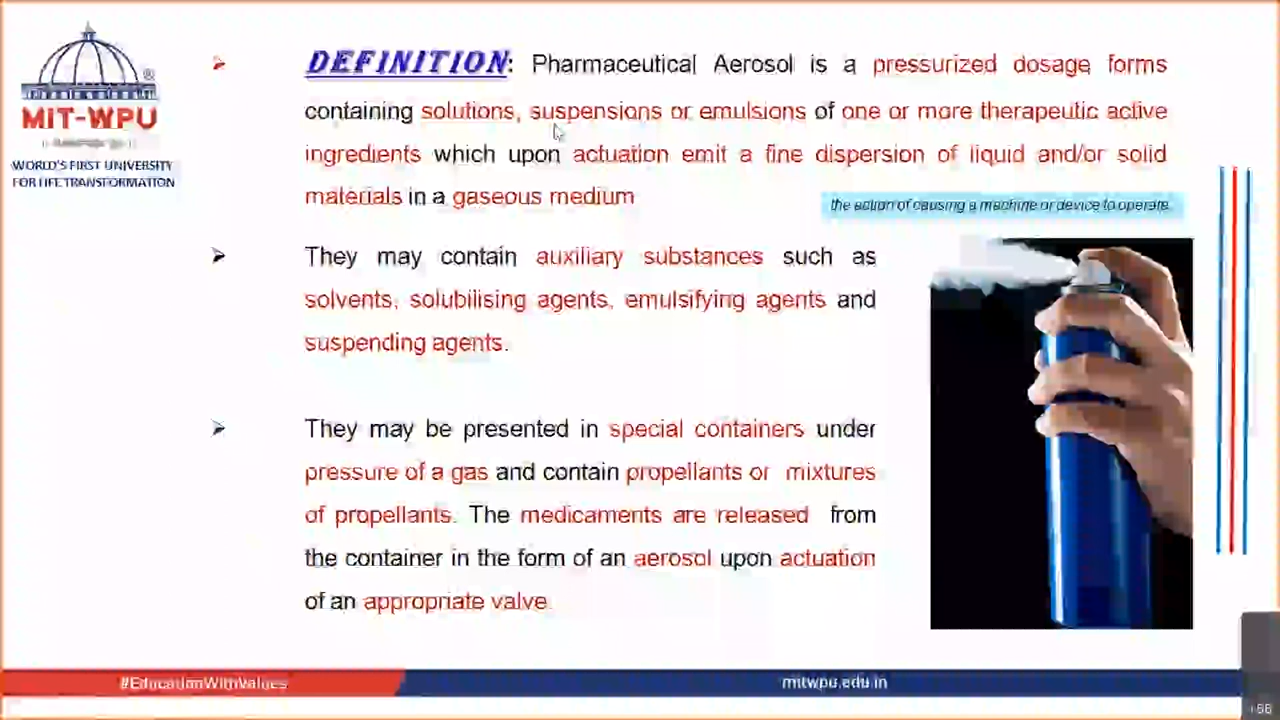 DEFINITION: Pharmaceutical Aerosol is a pressurized dosage forms
containing solutions, suspensions or emulsions of one or more therapeutic active
ingredients which upon actuation emit a fine dispersion of liquid and/or solid
materials in a gaseous medium
the action of causing a machine or device to operate.
They may contain auxiliary substances such as
solvents, solubilising agents, emulsifying agents and
suspending agents.
They may be presented in special containers under
pressure of a gas and contain propellants or mixtures
of propellants. The medicaments are released from
the container in the form of an aerosol upon actuation
of an appropriate valve.
®
MIT-WPU
WORLD'S FIRST UNIVERSITY
FOR LIFE TRANSFORMATION
#EducationWithValues
mitwpu.edu.in